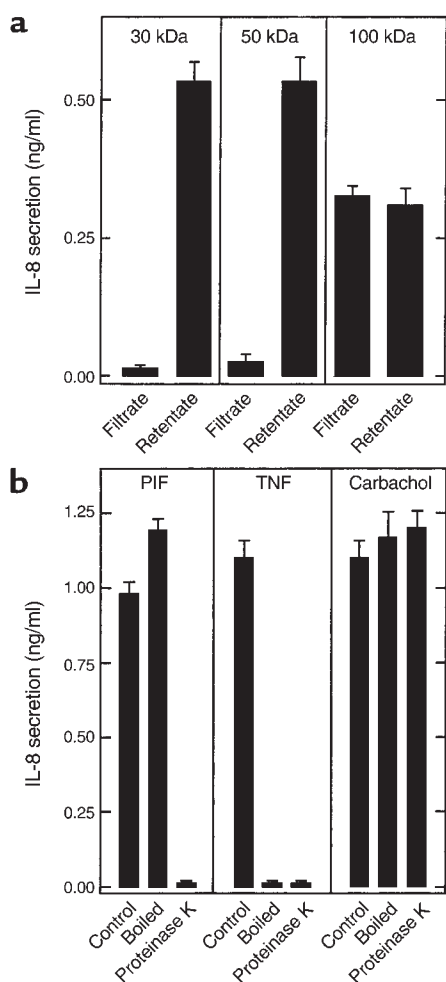 a
30 kDa 50 kDa 100 kDa
IL-8 secretion (ng/ml)
0.50
0.25
0.00
Filtrate Retentate Filtrate Retentate Filtrate Retentate
b
PIF TNF Carbachol
IL-8 secretion (ng/ml)
1.25
1.00
0.75
0.50
0.25
0.00
Control Boiled Proteinase K Control Boiled Proteinase K Control Boiled Proteinase K